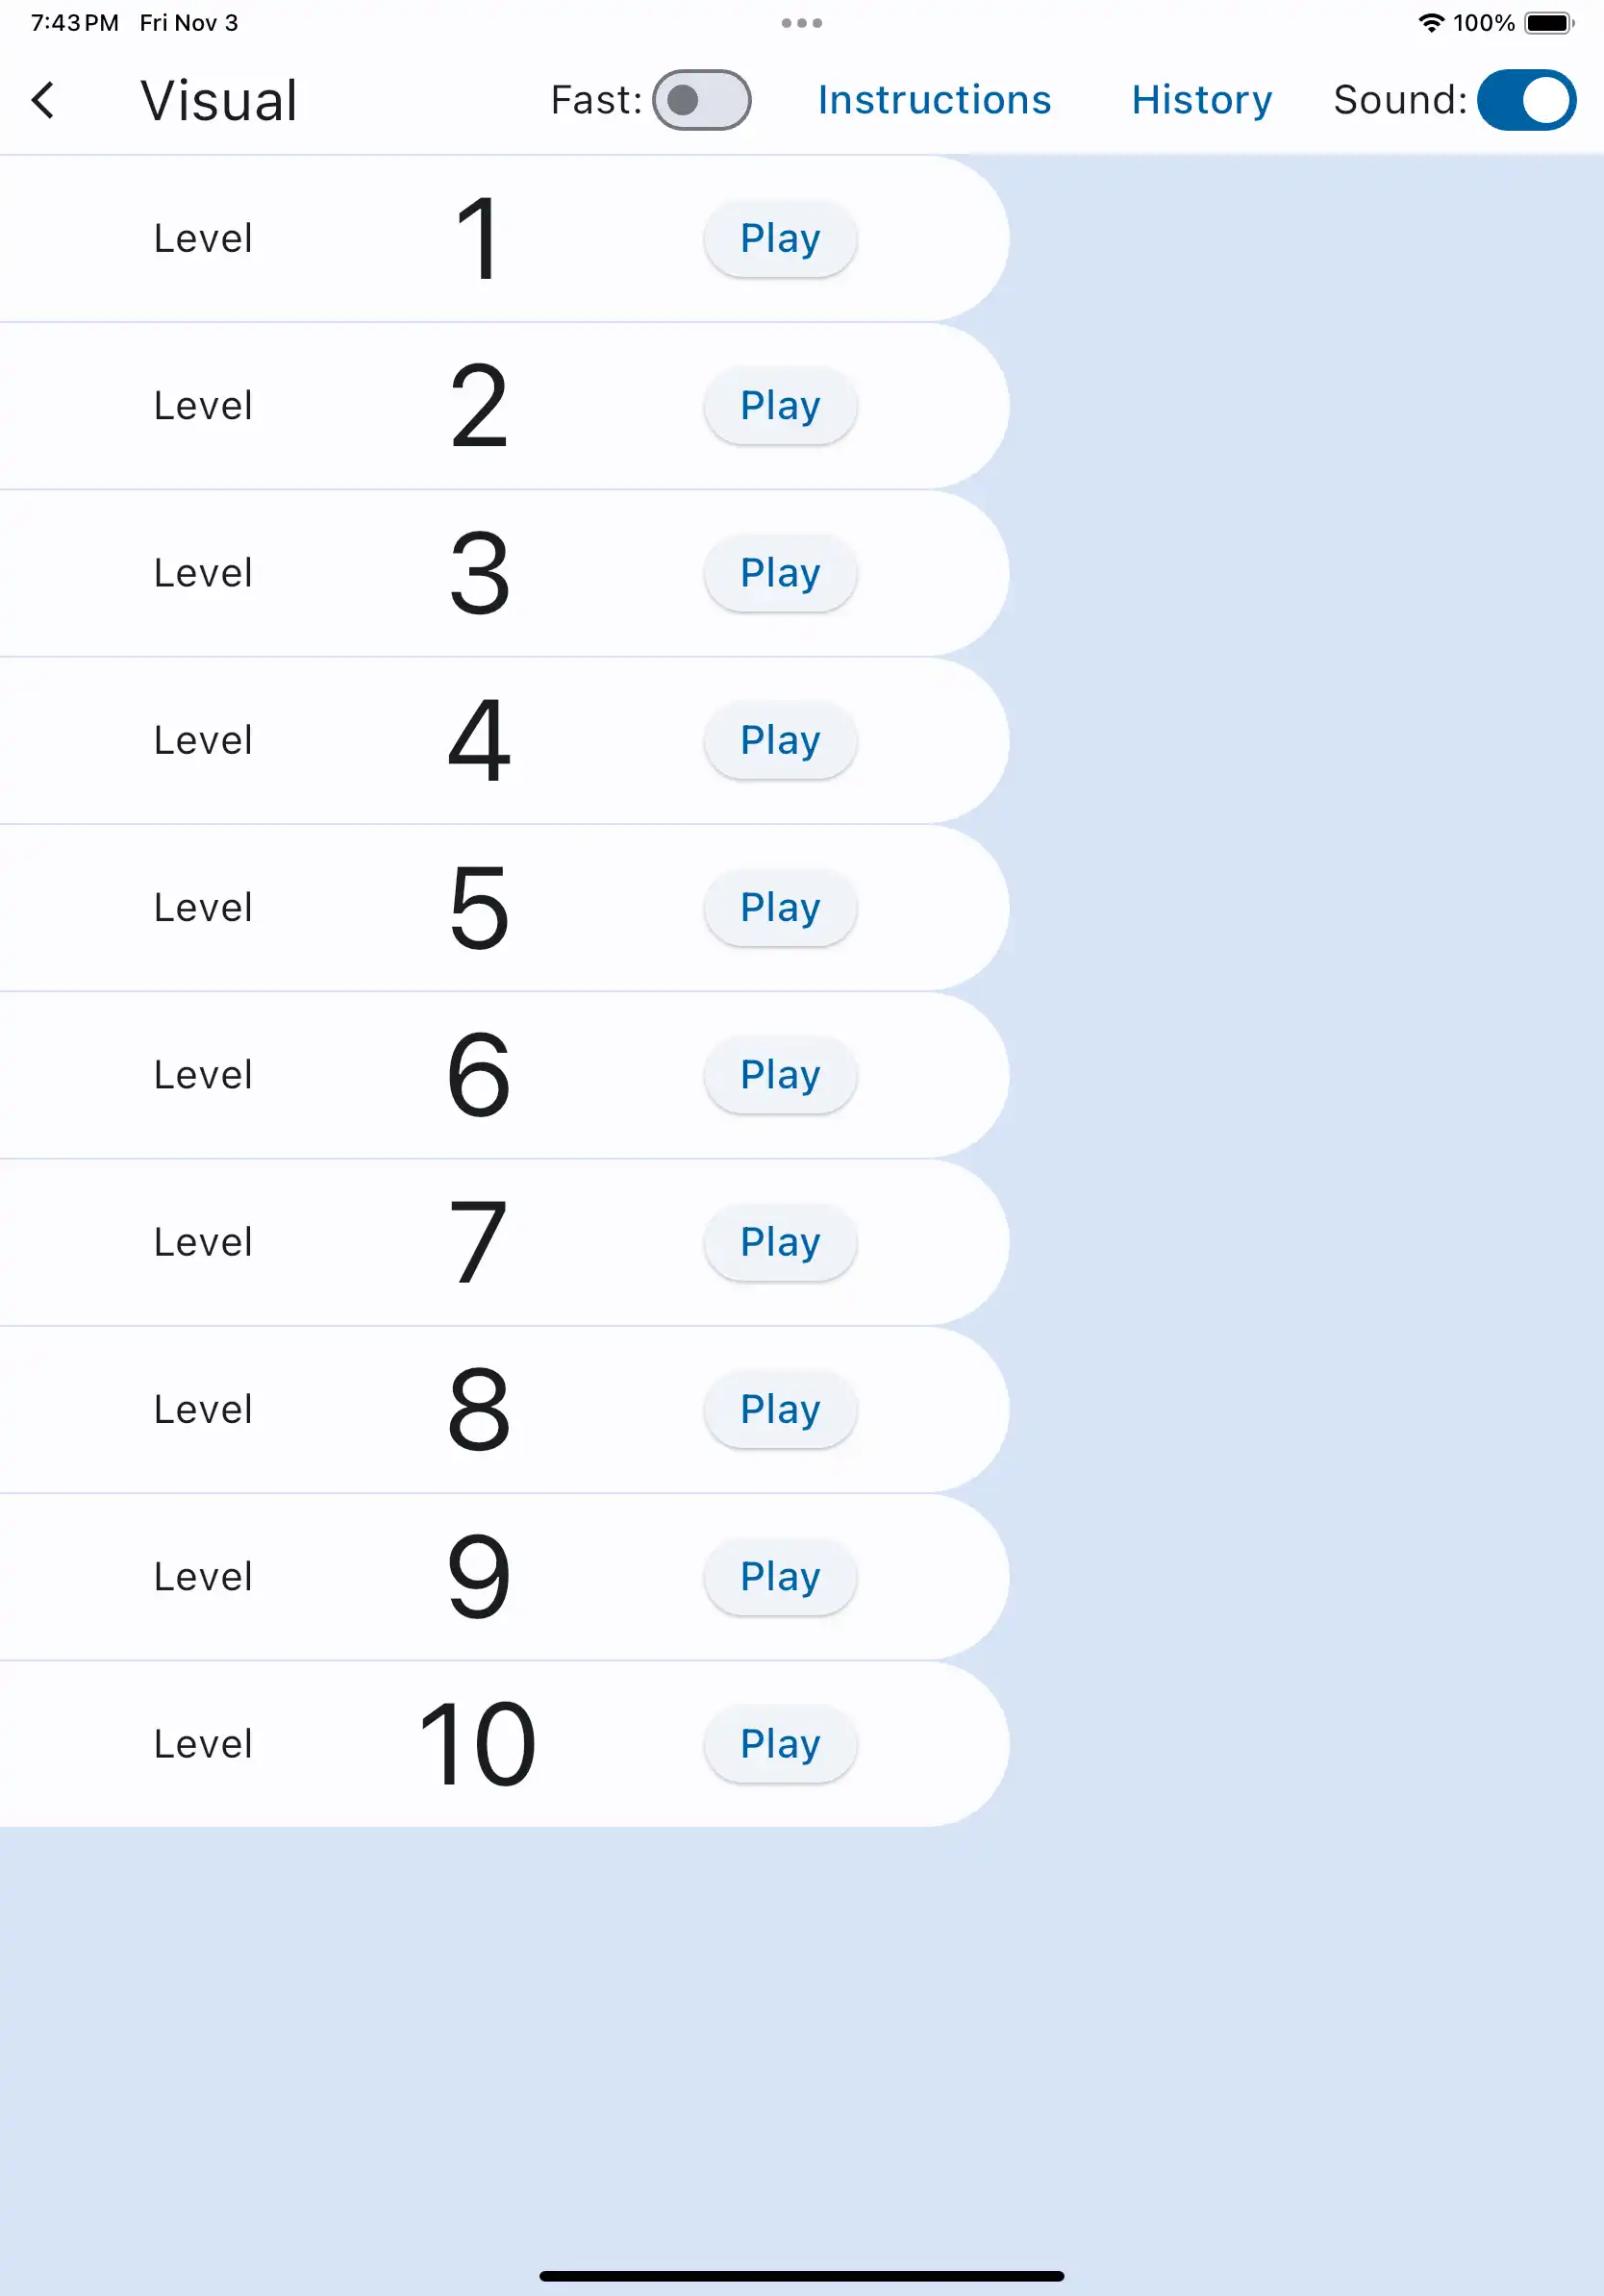 7:43 PM Fri Nov 3 100%
Visual Fast: Instructions History Sound:
Level 1 Play
Level 2 Play
Level 3 Play
Level 4 Play
Level 5 Play
Level 6 Play
Level 7 Play
Level 8 Play
Level 9 Play
Level 10 Play